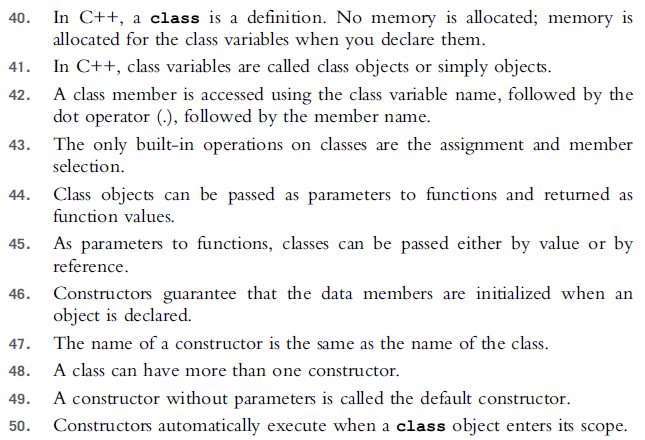 40. In C++, a class is a definition. No memory is allocated; memory is
allocated for the class variables when you declare them.
41. In C++, class variables are called class objects or simply objects.
42. A class member is accessed using the class variable name, followed by the
dot operator (.), followed by the member name.
43. The only built-in operations on classes are the assignment and member
selection.
44. Class objects can be passed as parameters to functions and returned as
function values.
45. As parameters to functions, classes can be passed either by value or by
reference.
46. Constructors guarantee that the data members are initialized when an
object is declared.
47. The name of a constructor is the same as the name of the class.
48. A class can have more than one constructor.
49. A constructor without parameters is called the default constructor.
50. Constructors automatically execute when a class object enters its scope.